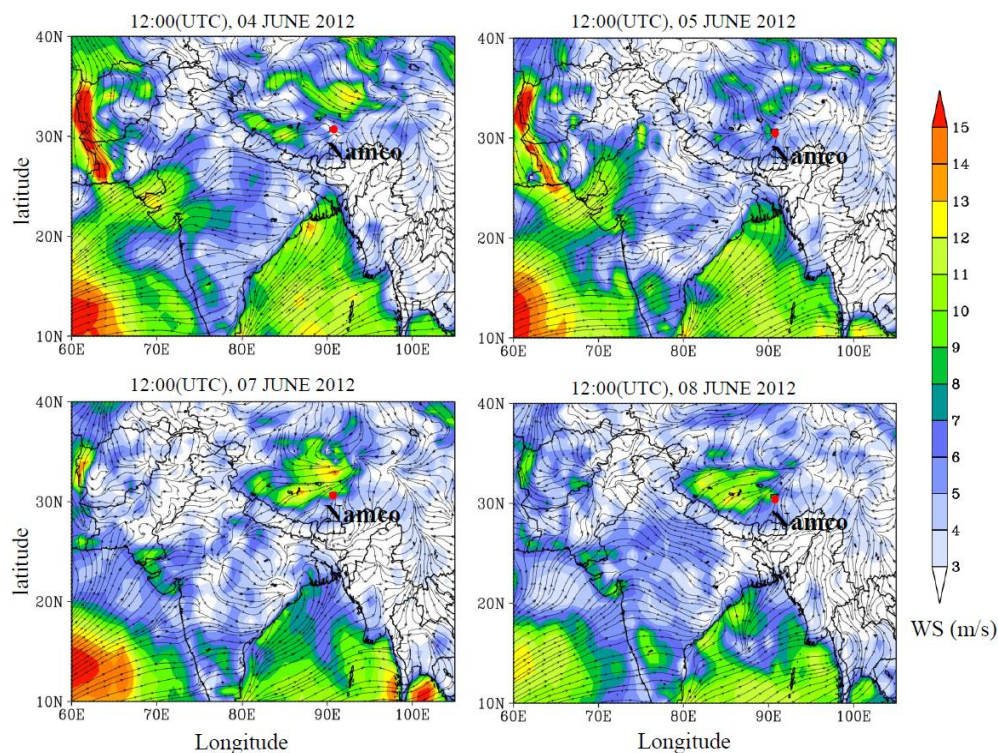 12:00(UTC), 04 JUNE 2012
12:00(UTC), 05 JUNE 2012
40N
30N
20N
10N
latitude
Namco
60E 70E 80E 90E 100E
40N
30N
20N
10N
Namco
60E 70E 80E 90E 100E
12:00(UTC), 07 JUNE 2012
12:00(UTC), 08 JUNE 2012
40N
30N
20N
10N
latitude
Namco
60E 70E 80E 90E 100E
Longitude
40N
30N
20N
10N
Namco
60E 70E 80E 90E 100E
Longitude
15
14
13
12
11
10
9
8
7
6
5
4
3
WS (m/s)